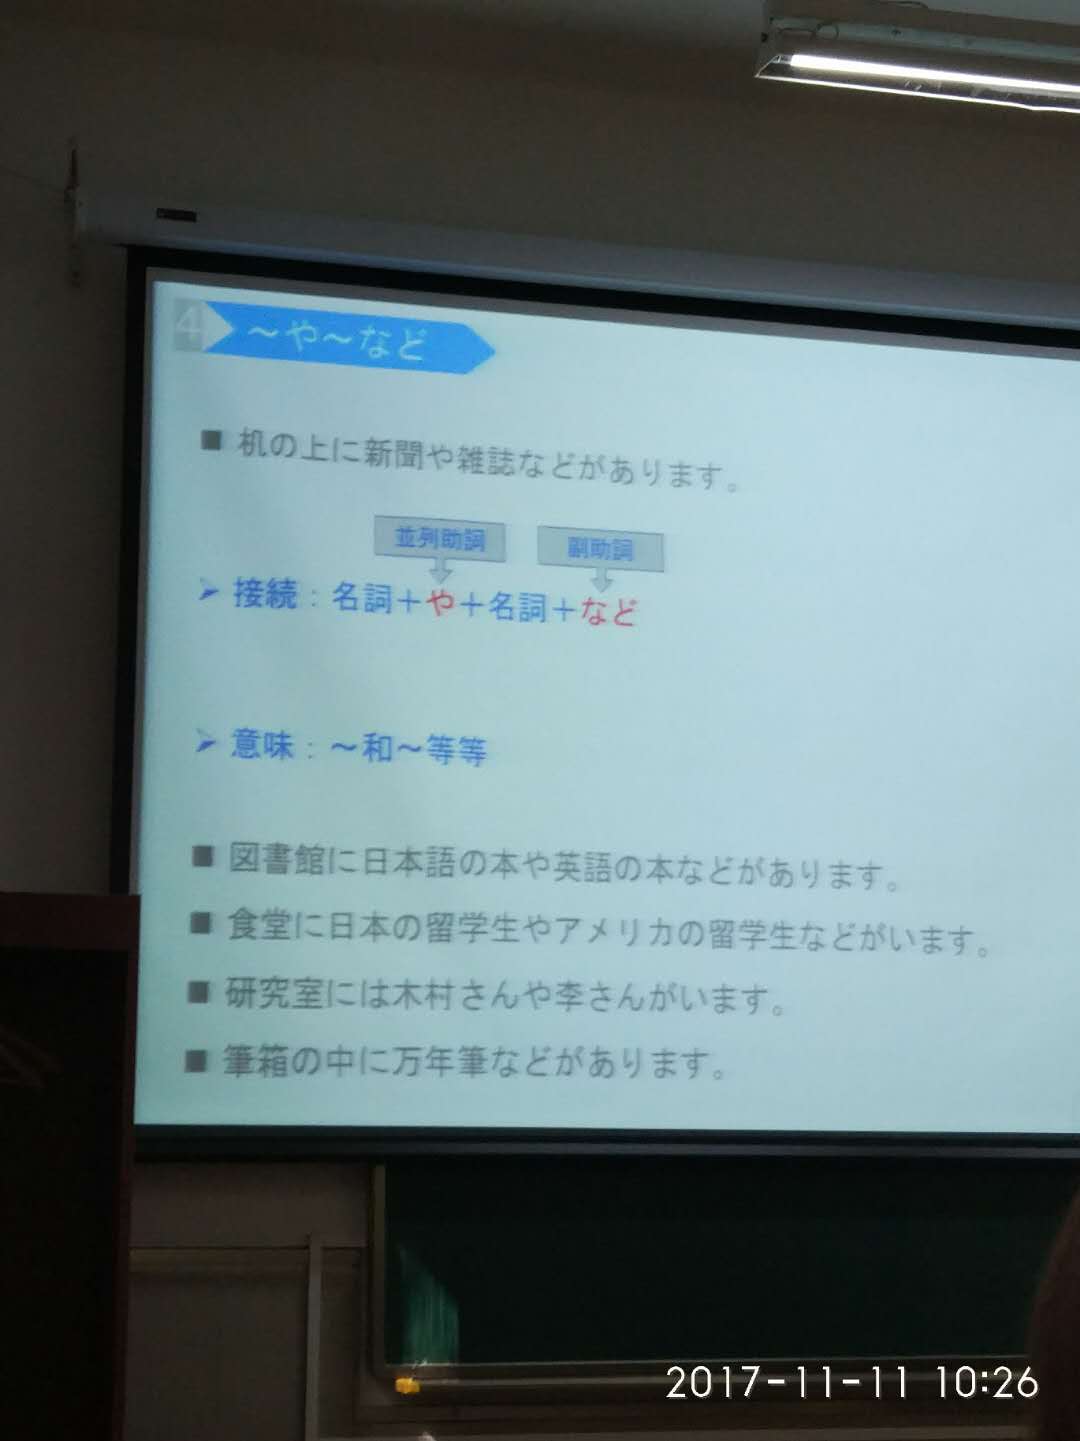 4 ～や～など
■ 机の上に新聞や雑誌などがあります。
並列助詞 副助詞
➢ 接続：名詞＋や＋名詞＋など
➢ 意味：～和～等等
■ 図書館に日本語の本や英語の本などがあります。
■ 食堂に日本の留学生やアメリカの留学生などがいます。
■ 研究室には木村さんや李さんがいます。
■ 筆箱の中に万年筆などがあります。
2017-11-11 10:26